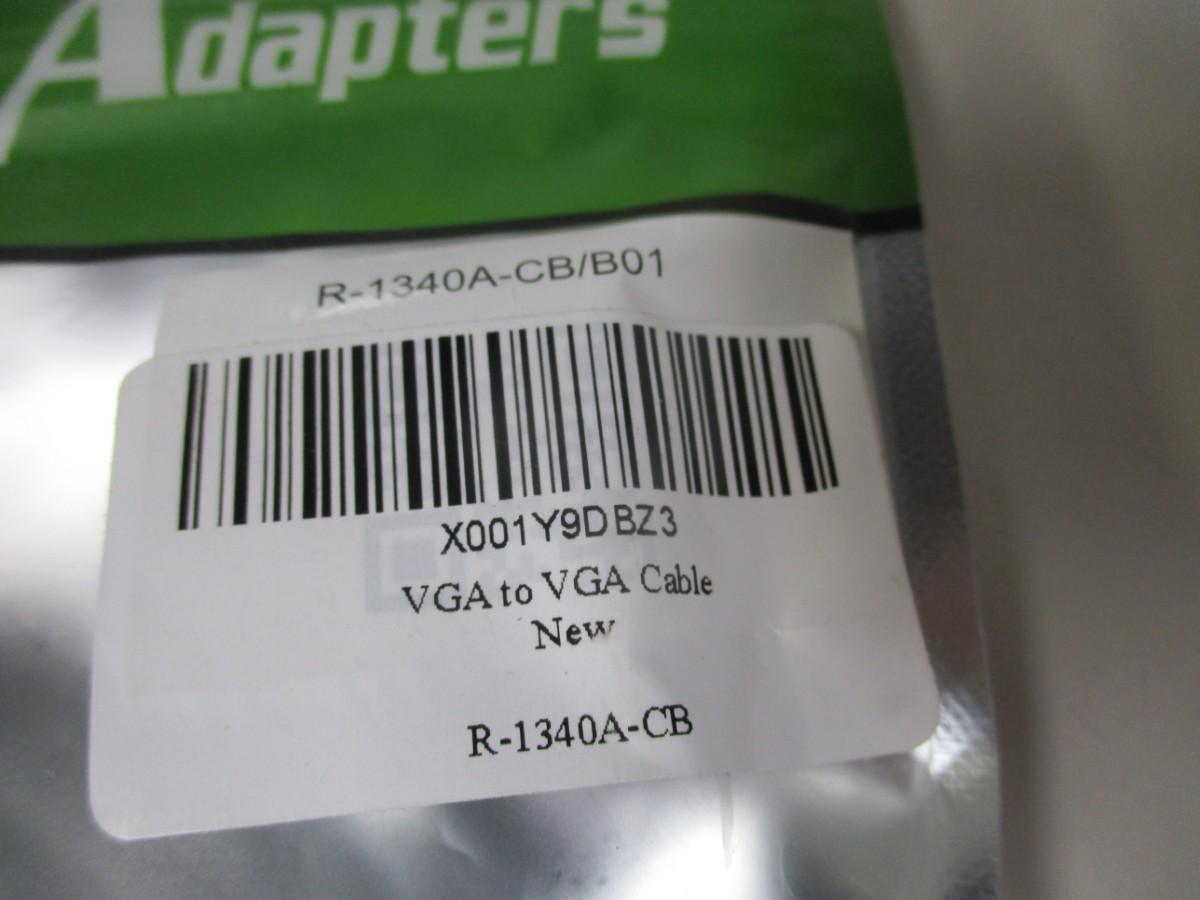 Adapters
R-1340A-CB/B01
X001Y9DBZ3
VGA to VGA Cable
New
R-1340A-CB